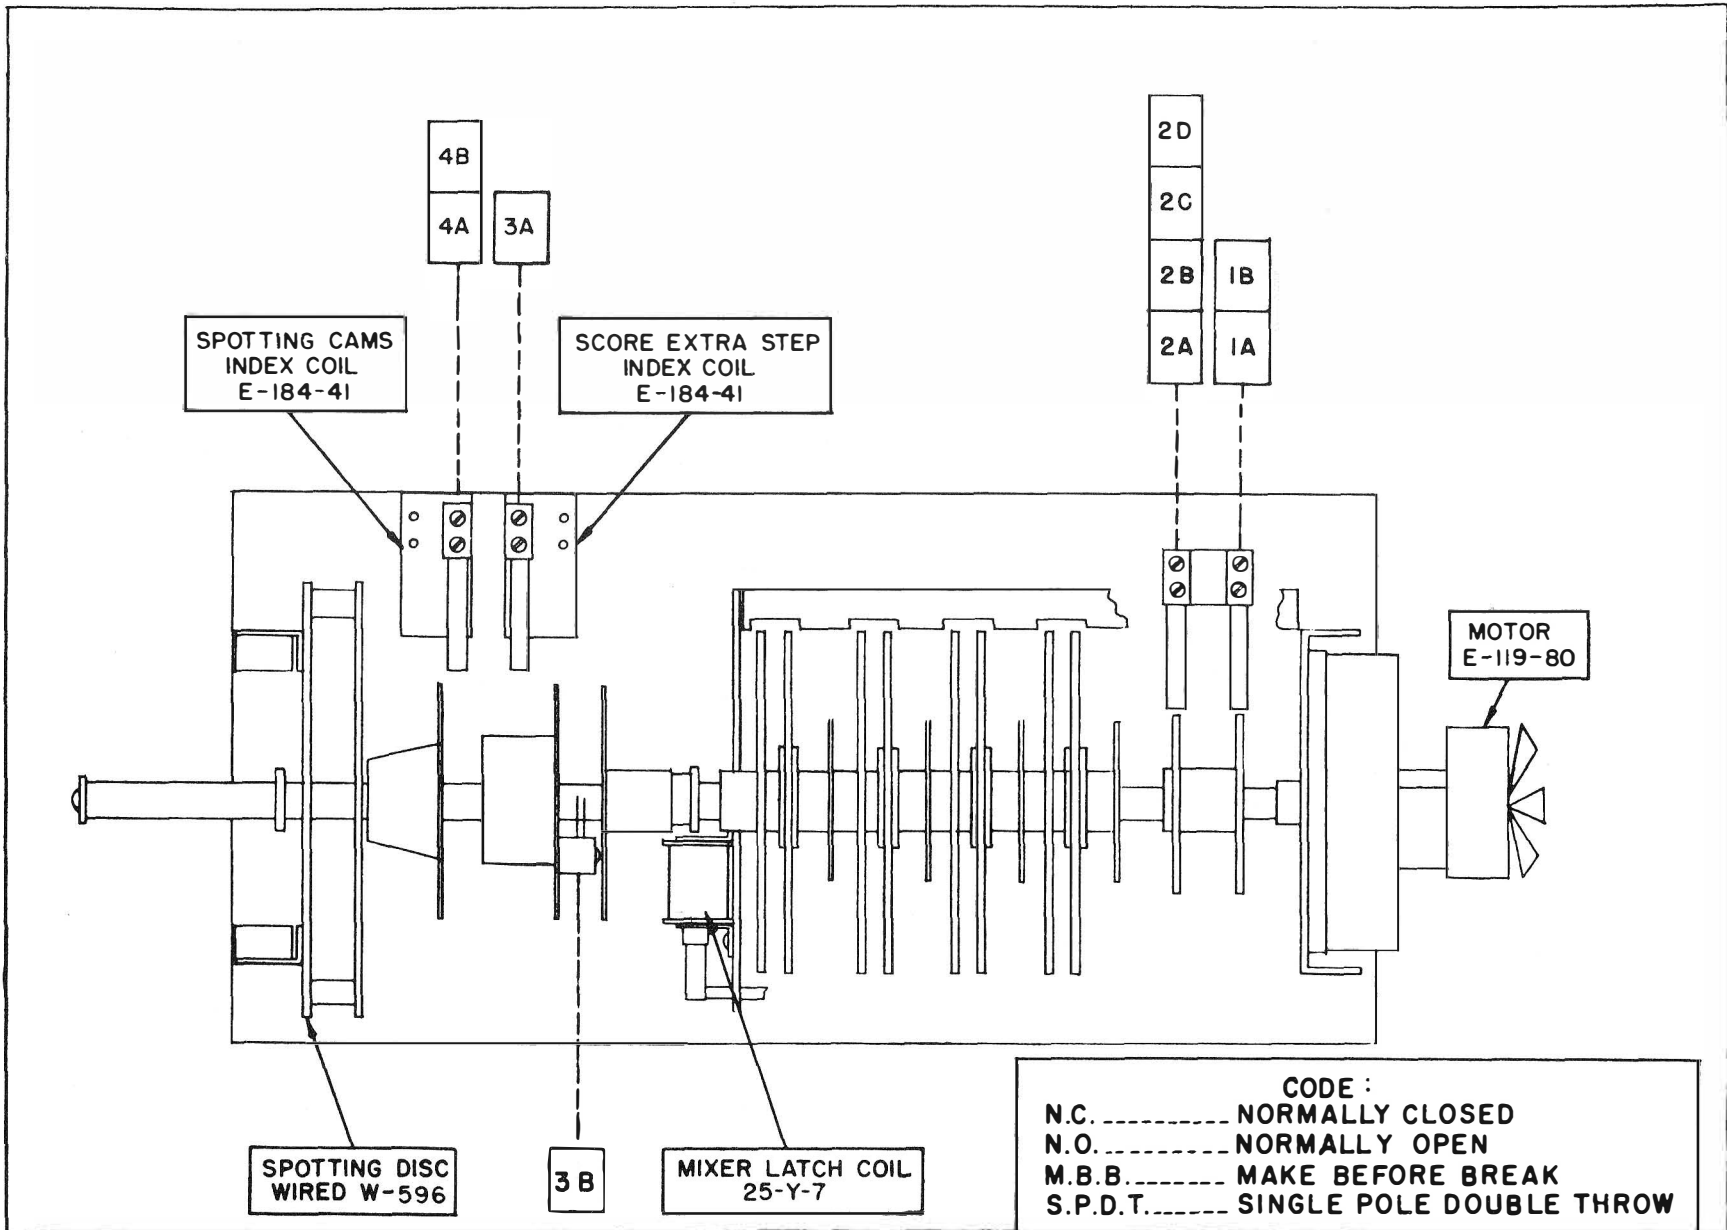 2D
4B
2C
4A
3A
2B
1B
2A
1A
SPOTTING CAMS
INDEX COIL
E-184-41
SCORE EXTRA STEP
INDEX COIL
E-184-41
MOTOR
E-119-80
SPOTTING DISC
WIRED W-596
3B
MIXER LATCH COIL
25-Y-7
CODE:
N.C. ---------- NORMALLY CLOSED
N.O. ---------- NORMALLY OPEN
M.B.B. -------- MAKE BEFORE BREAK
S.P.D.T. ------ SINGLE POLE DOUBLE THROW